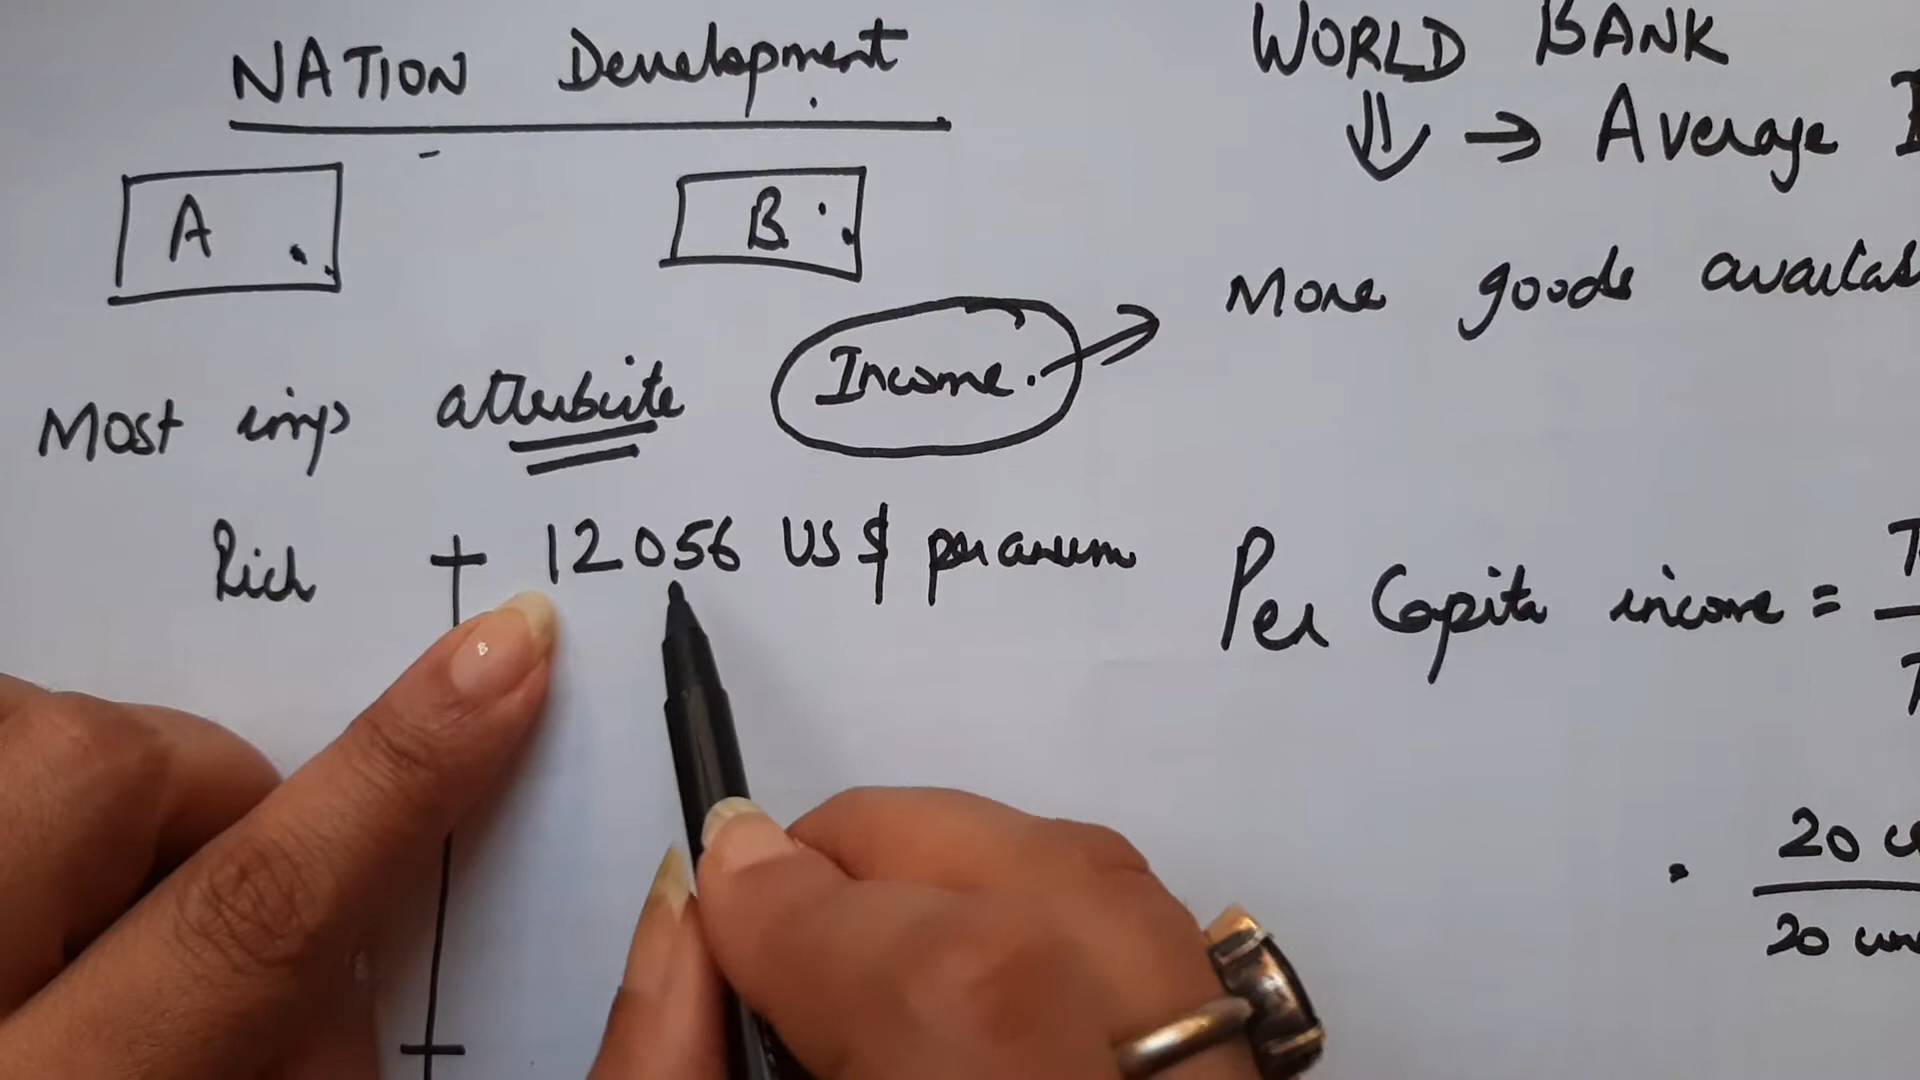 NATION Development
A
B
Most imp attribute
Income.
Rich
12056 US $ per annum
WORLD BANK
→ Average
More goods
Per Capita income =
20
20